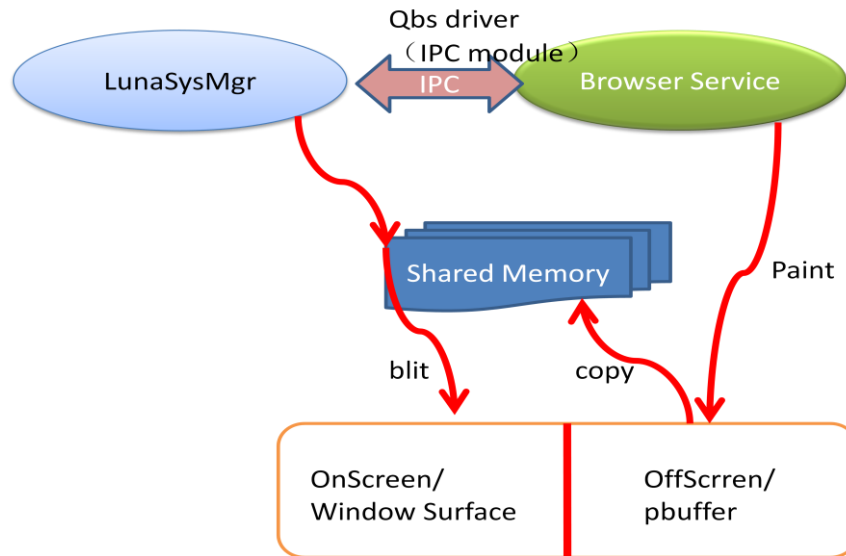 Qbs driver
（IPC module）
LunaSysMgr
IPC
Browser Service
Shared Memory
Paint
blit
copy
OnScreen/
Window Surface
OffScrren/
pbuffer